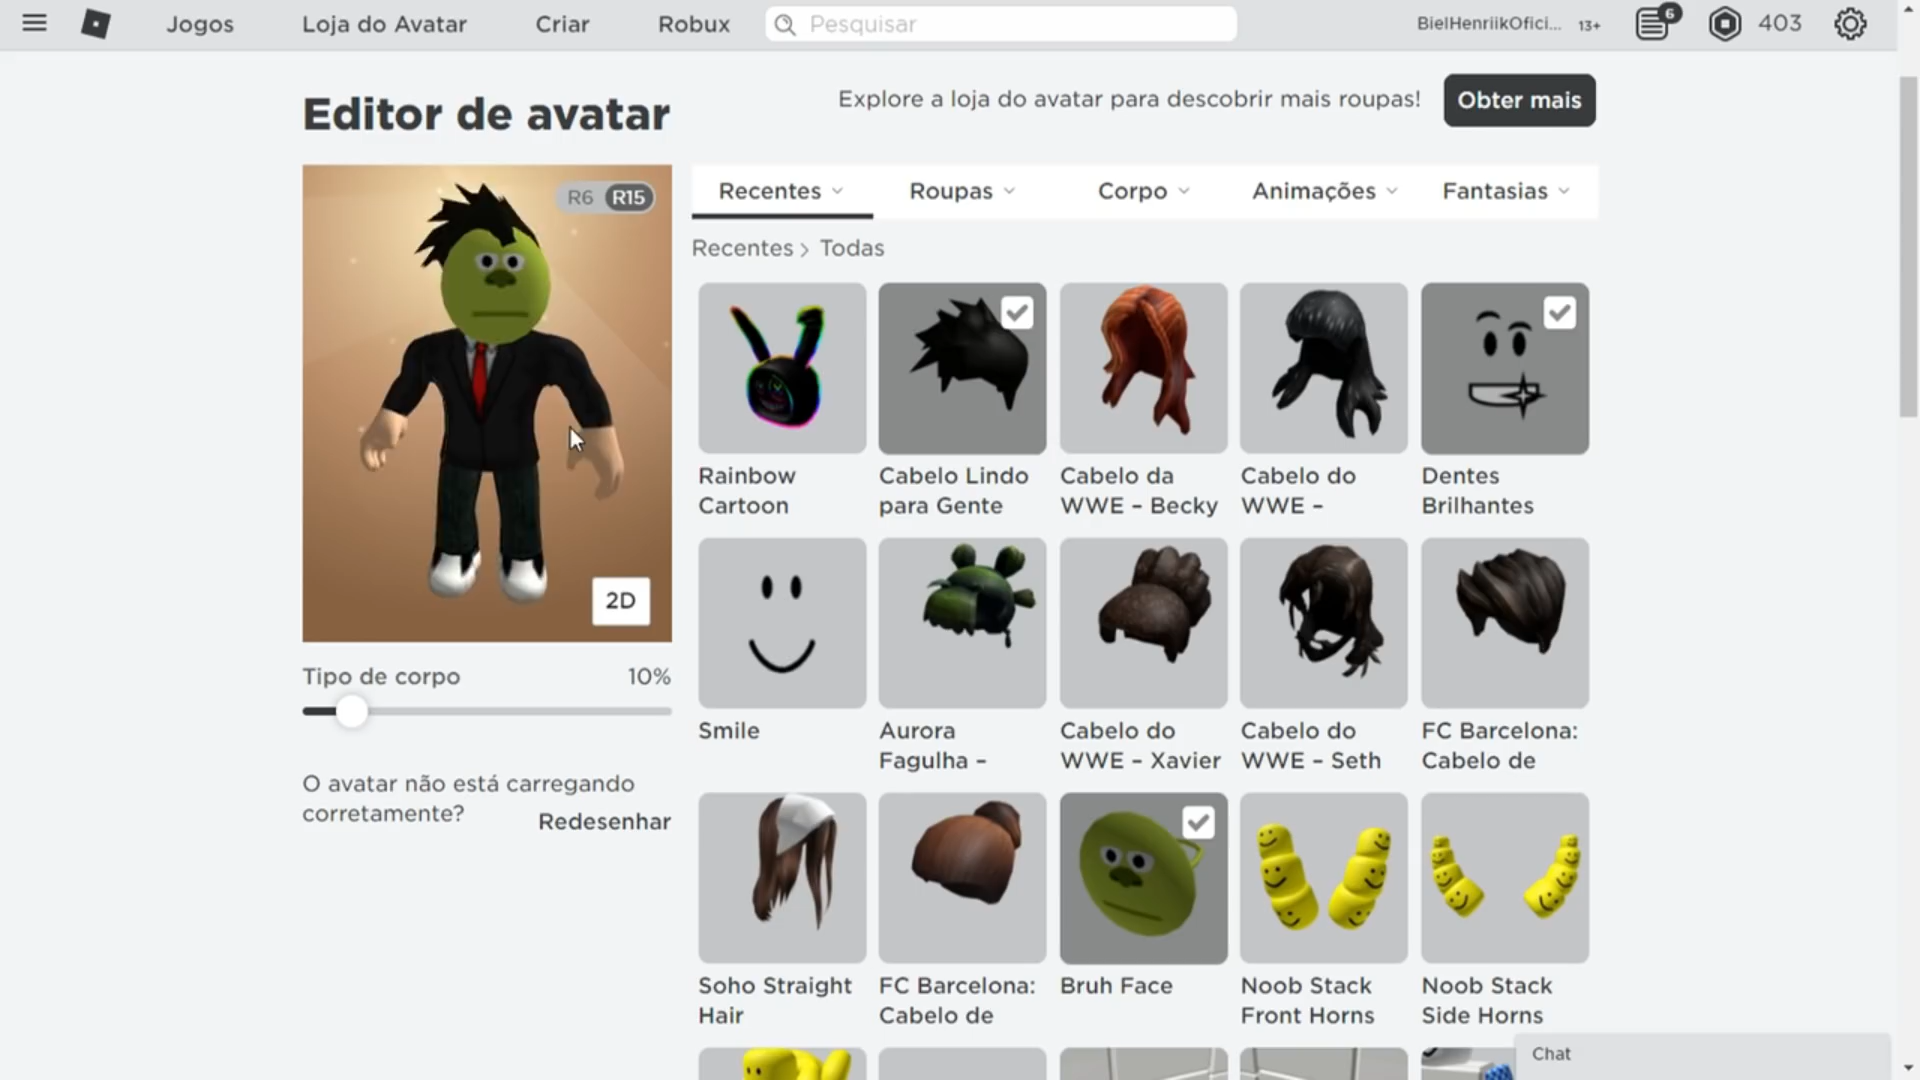 Jogos
Loja do Avatar
Criar
Robux
Pesquisar
BielHenriikOfici... 13+
6
403
Editor de avatar
Explore a loja do avatar para descobrir mais roupas!
Obter mais
R6 R15
2D
Tipo de corpo 10%
O avatar não está carregando
corretamente?
Redesenhar
Recentes
Roupas
Corpo
Animações
Fantasias
Recentes > Todas
Rainbow
Cartoon
Cabelo Lindo
para Gente
Cabelo da
WWE – Becky
Cabelo do
WWE –
Dentes
Brilhantes
Smile
Aurora
Fagulha –
Cabelo do
WWE – Xavier
Cabelo do
WWE – Seth
FC Barcelona:
Cabelo de
Soho Straight
Hair
FC Barcelona:
Cabelo de
Bruh Face
Noob Stack
Front Horns
Noob Stack
Side Horns
Chat